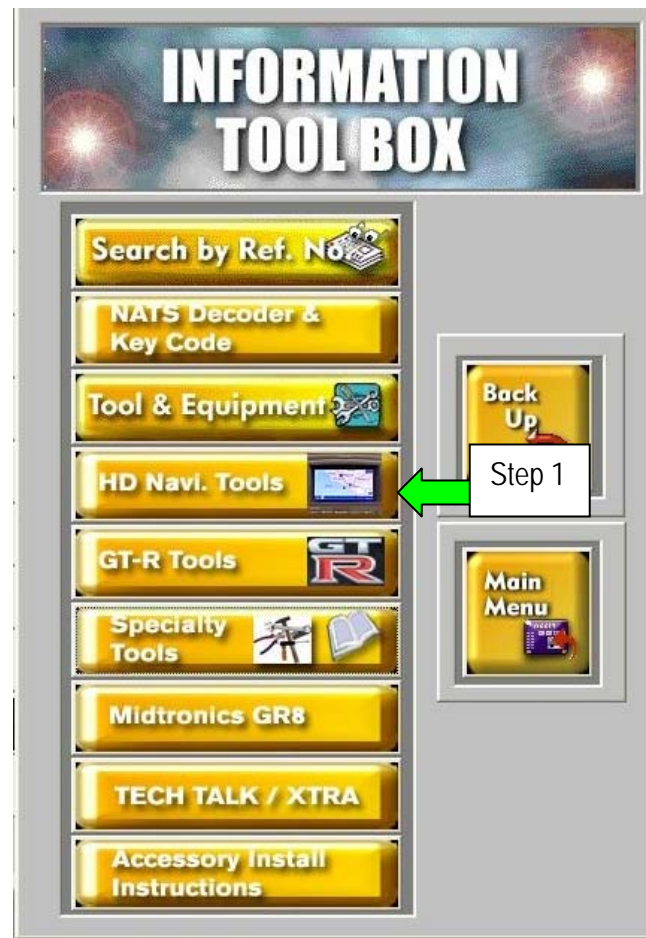 INFORMATION
TOOL BOX
Search by Ref. No
NATS Decoder &
Key Code
Tool & Equipment
HD Navi. Tools
GT-R Tools
GT
R
Specialty
Tools
Midtronics GR8
TECH TALK / XTRA
Accessory Install
Instructions
Back
Up
Step 1
Main
Menu